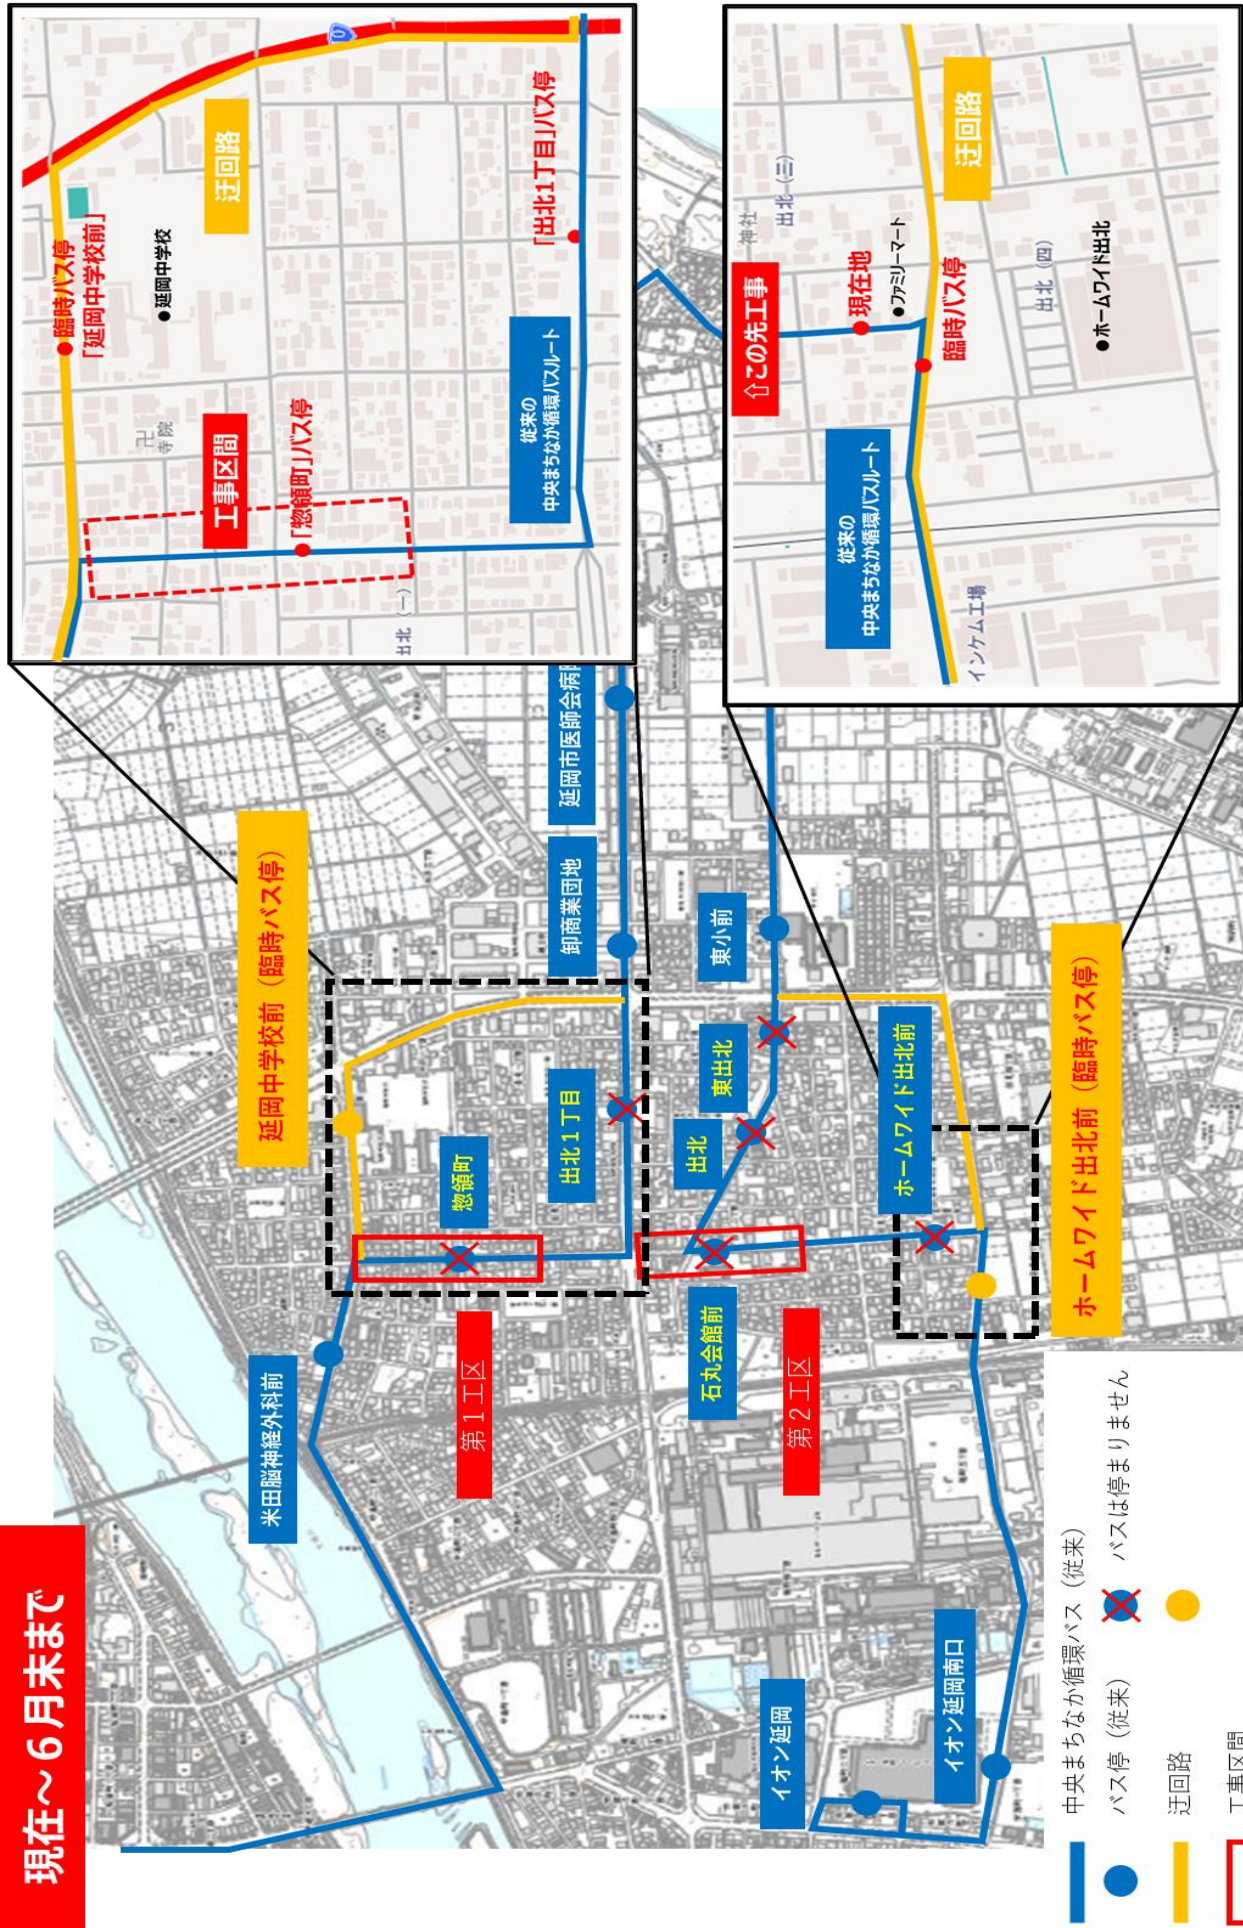 現在～６月末まで
臨時バス停
「延岡中学校前」
●延岡中学校
迂回路
卍
寺院
工事区間
「惣領町」バス停
「出北1丁目」バス停
従来の
中央まちなか循環バスルート
出北（一）
10
神社
出北（三）
⇧この先工事
現在地
●ファミリーマート
迂回路
臨時バス停
出北（四）
●ホームワイド出北
従来の
中央まちなか循環バスルート
インケム工場
延岡中学校前（臨時バス停）
米田脳神経外科前
惣領町
第１工区
出北１丁目
卸商業団地
延岡市医師会病院
東小前
東出北
出北
石丸会館前
第２工区
ホームワイド出北前
ホームワイド出北前（臨時バス停）
イオン延岡
イオン延岡南口
中央まちなか循環バス（従来）
バス停（従来）
バスは停まりません
迂回路
工事区間